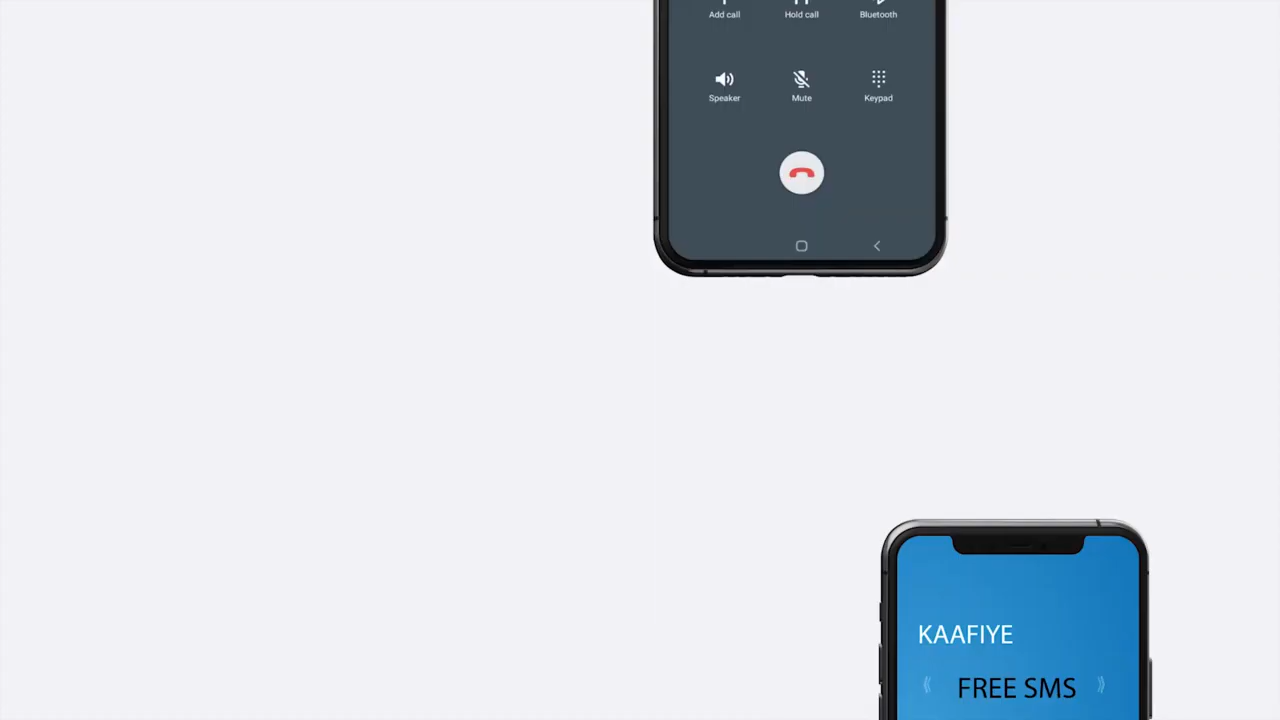 Add call Hold call Bluetooth
Speaker Mute Keypad
KAAFIYE
FREE SMS